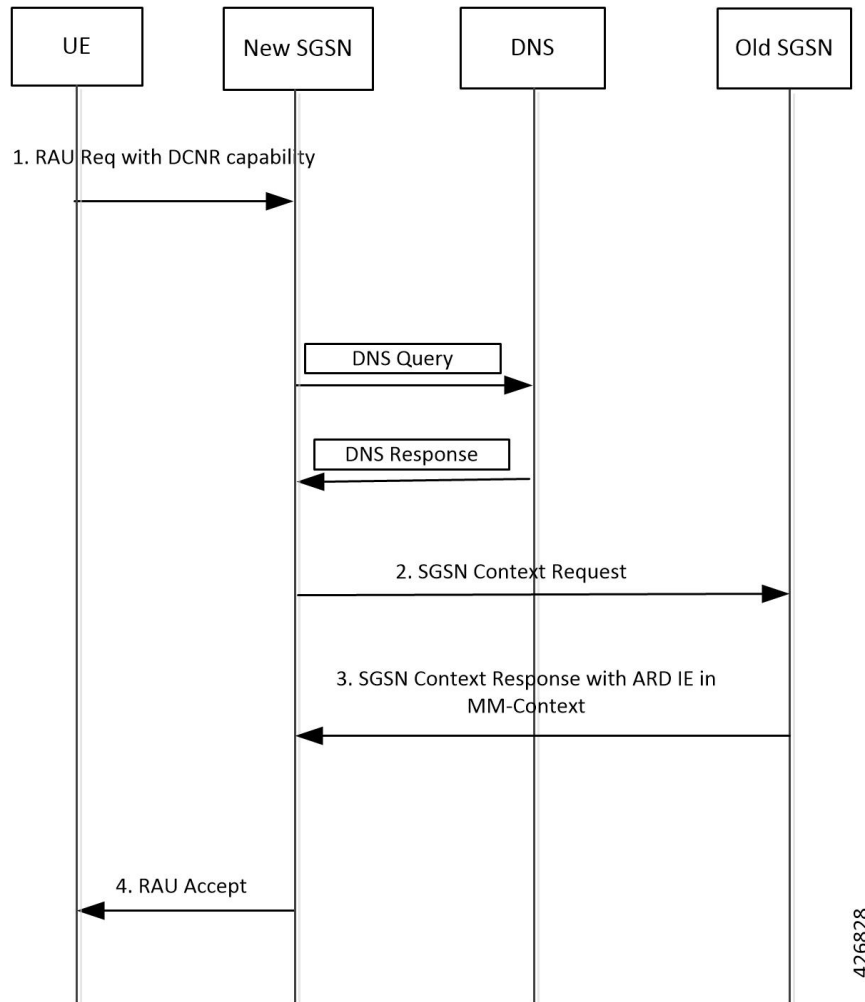 UE
New SGSN
DNS
Old SGSN
1. RAU Req with DCNR capability
DNS Query
DNS Response
2. SGSN Context Request
3. SGSN Context Response with ARD IE in
MM-Context
4. RAU Accept
426828